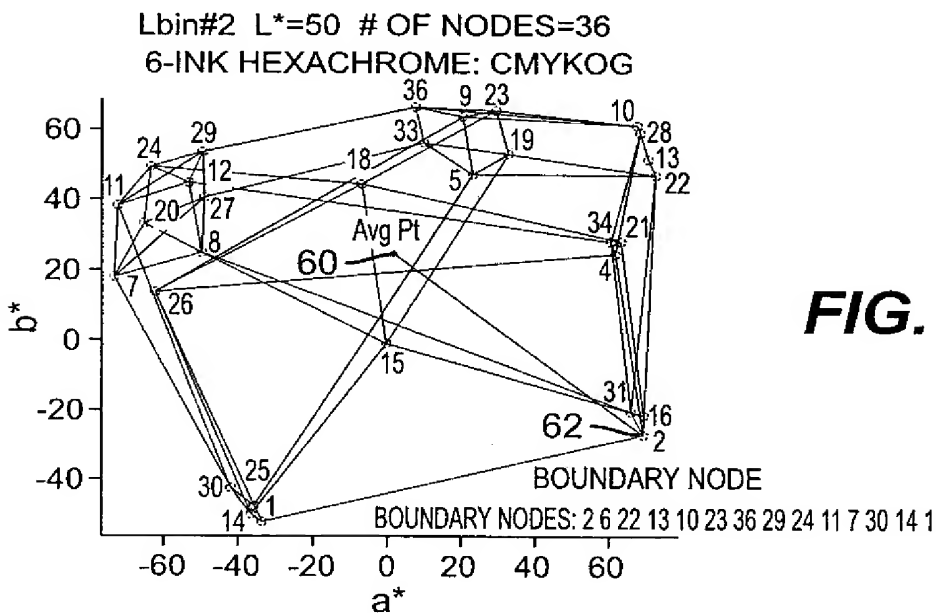 Lbin#2 L*=50 # OF NODES=36
6-INK HEXACHROME: CMYKOG
36 9 23
60 10
33 28
29 19
24 12 18 13
11 5 22
40
20 27 34 21
8 Avg Pt
60 4
20
7 26
b* 0
15
FIG.
31 16
-20
62 2
-40 30 25
14 1
BOUNDARY NODE
BOUNDARY NODES: 2 6 22 13 10 23 36 29 24 11 7 30 14 1
-60 -40 -20 0 20 40 60
a*